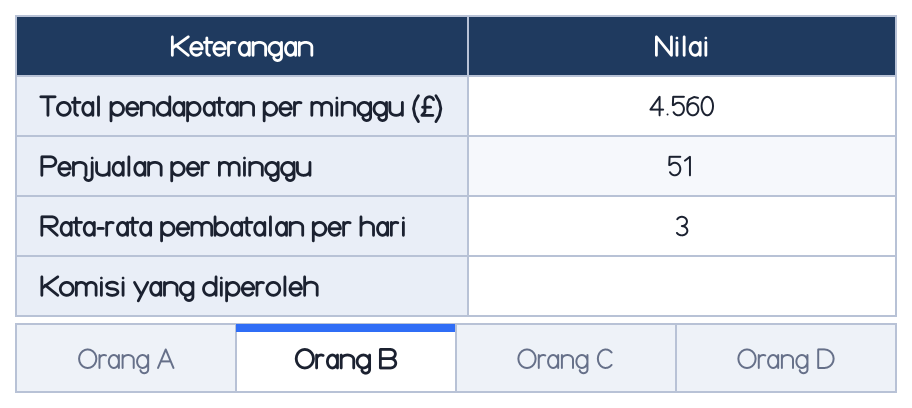 Keterangan Nilai
Total pendapatan per minggu (£) 4.560
Penjualan per minggu 51
Rata-rata pembatalan per hari 3
Komisi yang diperoleh
Orang A Orang B Orang C Orang D